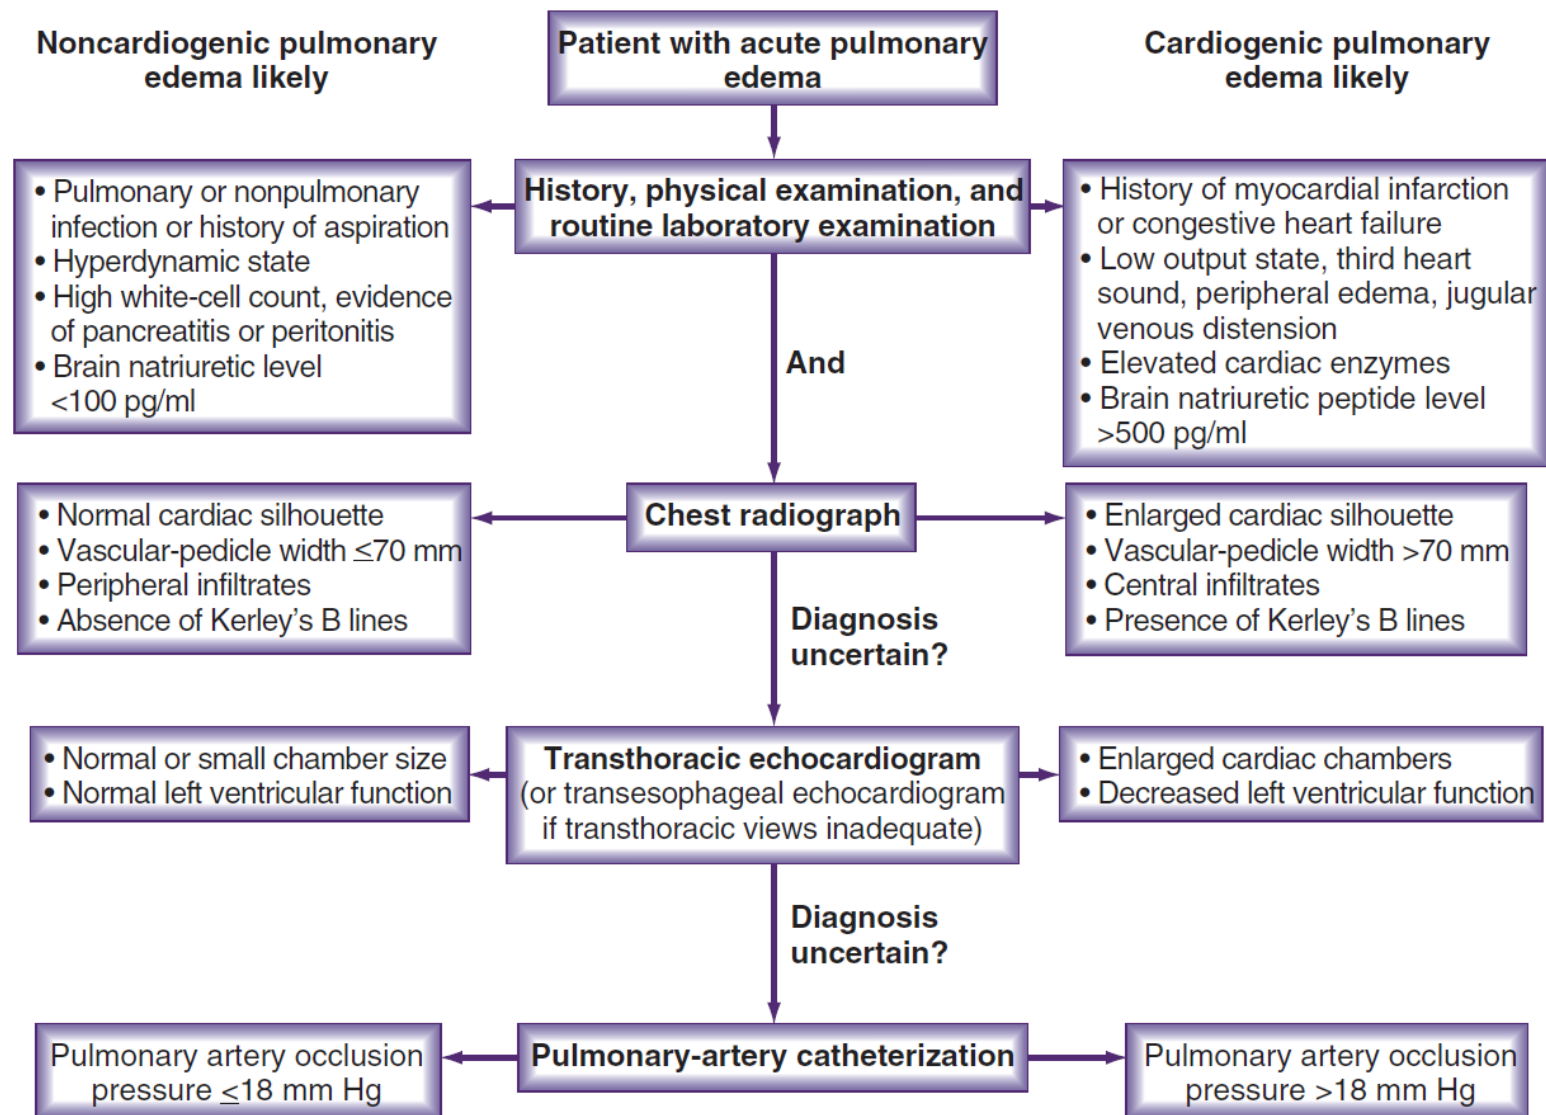 Noncardiogenic pulmonary
edema likely
Patient with acute pulmonary
edema
Cardiogenic pulmonary
edema likely
• Pulmonary or nonpulmonary
infection or history of aspiration
• Hyperdynamic state
• High white-cell count, evidence
of pancreatitis or peritonitis
• Brain natriuretic level
<100 pg/ml
History, physical examination, and
routine laboratory examination
• History of myocardial infarction
or congestive heart failure
• Low output state, third heart
sound, peripheral edema, jugular
venous distension
• Elevated cardiac enzymes
• Brain natriuretic peptide level
>500 pg/ml
And
• Normal cardiac silhouette
• Vascular-pedicle width ≤70 mm
• Peripheral infiltrates
• Absence of Kerley's B lines
Chest radiograph
• Enlarged cardiac silhouette
• Vascular-pedicle width >70 mm
• Central infiltrates
• Presence of Kerley's B lines
Diagnosis
uncertain?
• Normal or small chamber size
• Normal left ventricular function
Transthoracic echocardiogram
(or transesophageal echocardiogram
if transthoracic views inadequate)
• Enlarged cardiac chambers
• Decreased left ventricular function
Diagnosis
uncertain?
Pulmonary artery occlusion
pressure ≤18 mm Hg
Pulmonary-artery catheterization
Pulmonary artery occlusion
pressure >18 mm Hg